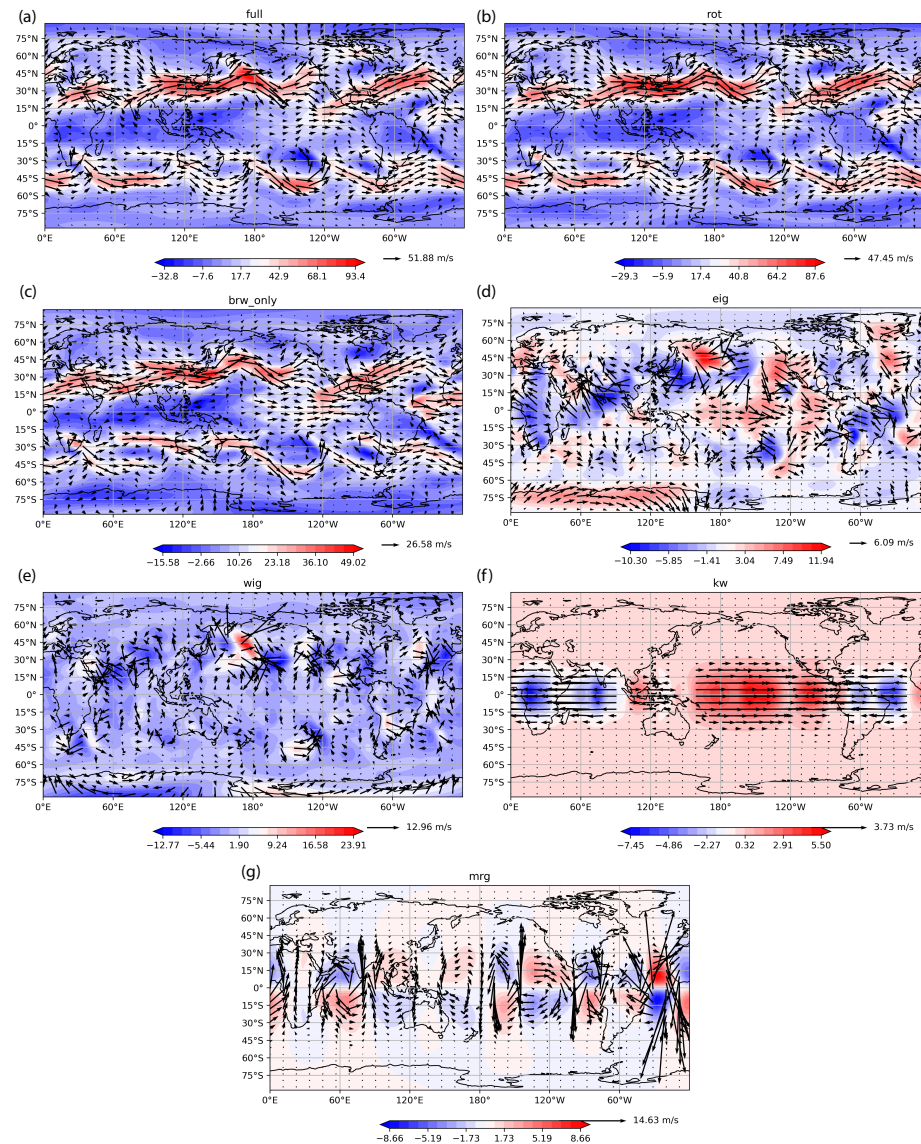 (a) full
75°N
45°N
30°N
15°N
0°
15°S
30°S
45°S
75°S
0°E 60°E 120°E 180° 120°W 60°W
−32.8 −7.6 17.7 42.9 68.1 93.4
51.88 m/s
(b) rot
75°N
45°N
30°N
15°N
0°
15°S
30°S
45°S
75°S
0°E 60°E 120°E 180° 120°W 60°W
−29.3 −5.9 17.4 40.8 64.2 87.6
47.45 m/s
(c) brw_only
75°N
60°N
45°N
30°N
15°N
0°
15°S
30°S
45°S
60°S
75°S
0°E 60°E 120°E 180° 120°W 60°W
−15.58 −2.66 10.26 23.18 36.10 49.02
26.58 m/s
(d) eig
75°N
60°N
45°N
30°N
15°N
0°
15°S
30°S
45°S
60°S
75°S
0°E 60°E 120°E 180° 120°W 60°W
−10.30 −5.85 −1.41 3.04 7.49 11.94
6.09 m/s
(e) wig
75°N
60°N
45°N
30°N
15°N
0°
15°S
30°S
45°S
60°S
75°S
0°E 60°E 120°E 180° 120°W 60°W
−12.77 −5.44 1.90 9.24 16.58 23.91
12.96 m/s
(f) kw
75°N
60°N
45°N
30°N
15°N
0°
15°S
30°S
45°S
60°S
75°S
0°E 60°E 120°E 180° 120°W 60°W
−7.45 −4.86 −2.27 0.32 2.91 5.50
3.73 m/s
(g) mrg
75°N
60°N
45°N
30°N
15°N
0°
15°S
30°S
45°S
60°S
75°S
0°E 60°E 120°E 180° 120°W 60°W
−8.66 −5.19 −1.73 1.73 5.19 8.66
14.63 m/s